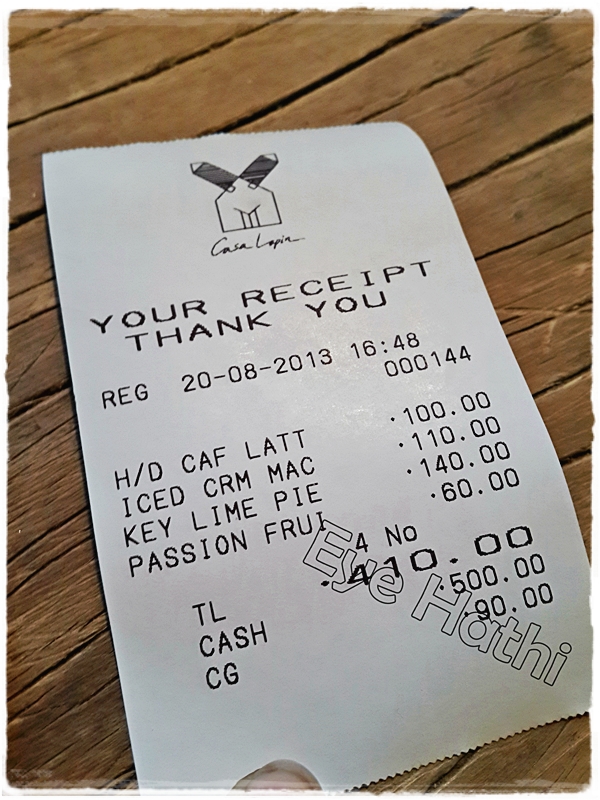 Casa Lapin
YOUR RECEIPT
THANK YOU
REG 20-08-2013 16:48
000144
H/D CAF LATT ·100.00
ICED CRM MAC ·110.00
KEY LIME PIE ·140.00
PASSION FRUI ·60.00
4 No
TL ·410.00
CASH ·500.00
CG ·90.00
Eye Hathi